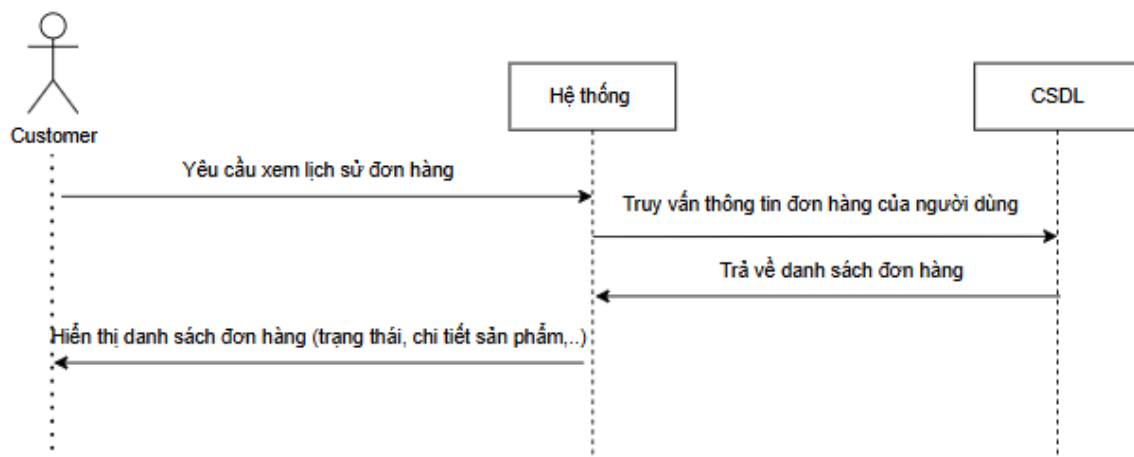 Hệ thống
CSDL
Customer
Yêu cầu xem lịch sử đơn hàng
Truy vấn thông tin đơn hàng của người dùng
Trả về danh sách đơn hàng
Hiển thị danh sách đơn hàng (trạng thái, chi tiết sản phẩm,..)